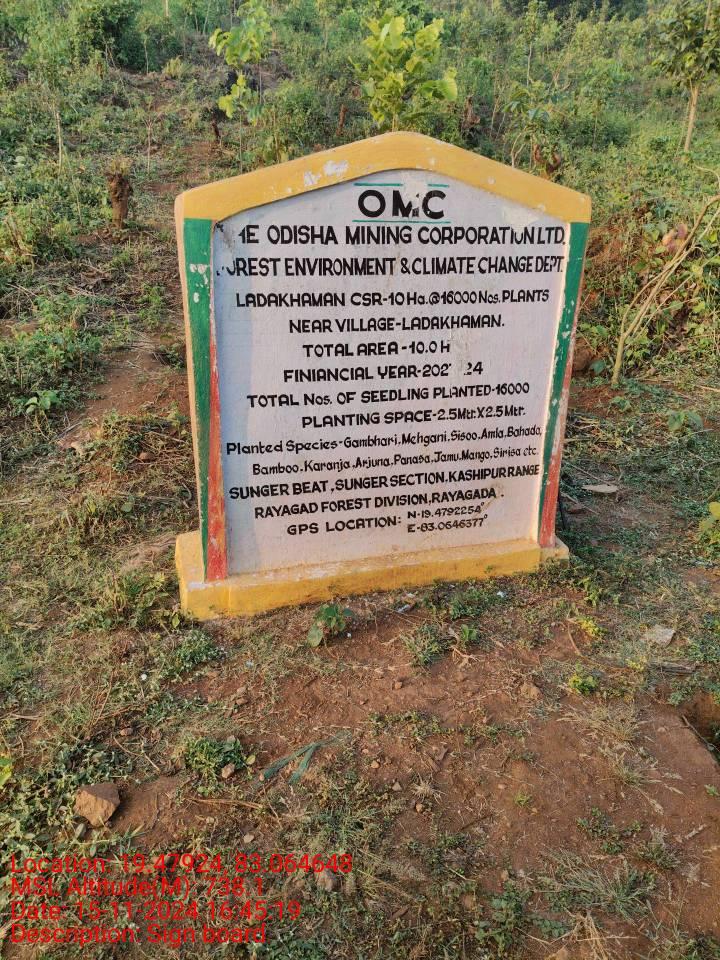 OMC
THE ODISHA MINING CORPORATION LTD.
FOREST ENVIRONMENT & CLIMATE CHANGE DEPT.
LADAKHAMAN CSR-10 Ha.@16000 Nos. PLANTS
NEAR VILLAGE-LADAKHAMAN.
TOTAL AREA -10.0 H
FINIANCIAL YEAR-202 24
TOTAL Nos. OF SEEDLING PLANTED-16000
PLANTING SPACE-2.5Mtr.X2.5Mtr.
Planted Species-Gambhari, Mehgani, Sisoo, Amla, Bahada,
Bamboo, Karanja, Arjuna, Panasa, Jamu, Mango, Sirisa etc.
SUNGER BEAT, SUNGER SECTION, KASHIPUR RANGE
RAYAGAD FOREST DIVISION, RAYAGADA.
GPS LOCATION: N-19.4792254°
E-83.0646377°
Location: 19.47924, 83.064648
MSL Altitude(M): 738.1
Date: 15-11-2024 16:45:19
Description: Sign board